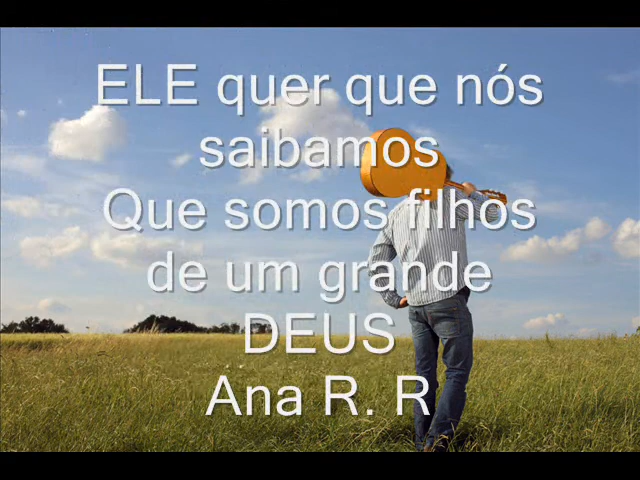 ELE quer que nós
saibamos
Que somos filhos
de um grande
DEUS
Ana R. R